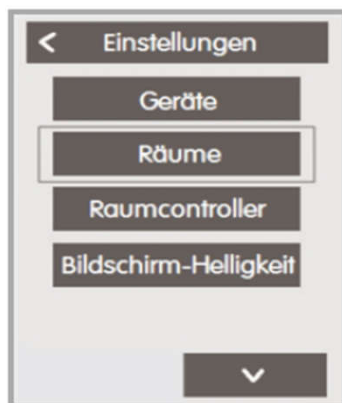 Einstellungen
Geräte
Räume
Raumcontroller
Bildschirm-Helligkeit